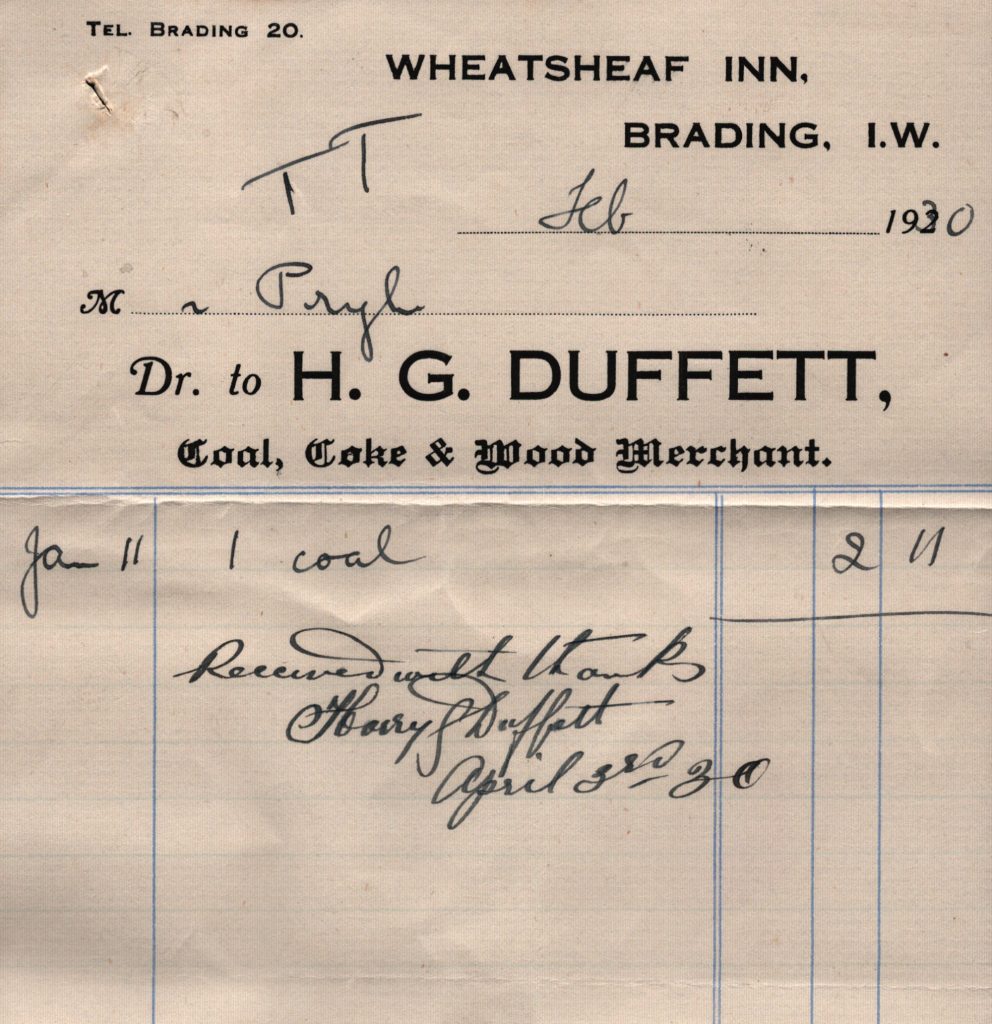 TEL. BRADING 20.
WHEATSHEAF INN,
BRADING, I.W.
T T
Feb 1930
Mr Pryh
Dr. to H. G. DUFFETT,
Coal, Coke & Wood Merchant.
Jan 11 1 coal 2 11
Received with thanks
Harry G Duffett
April 3rd 30